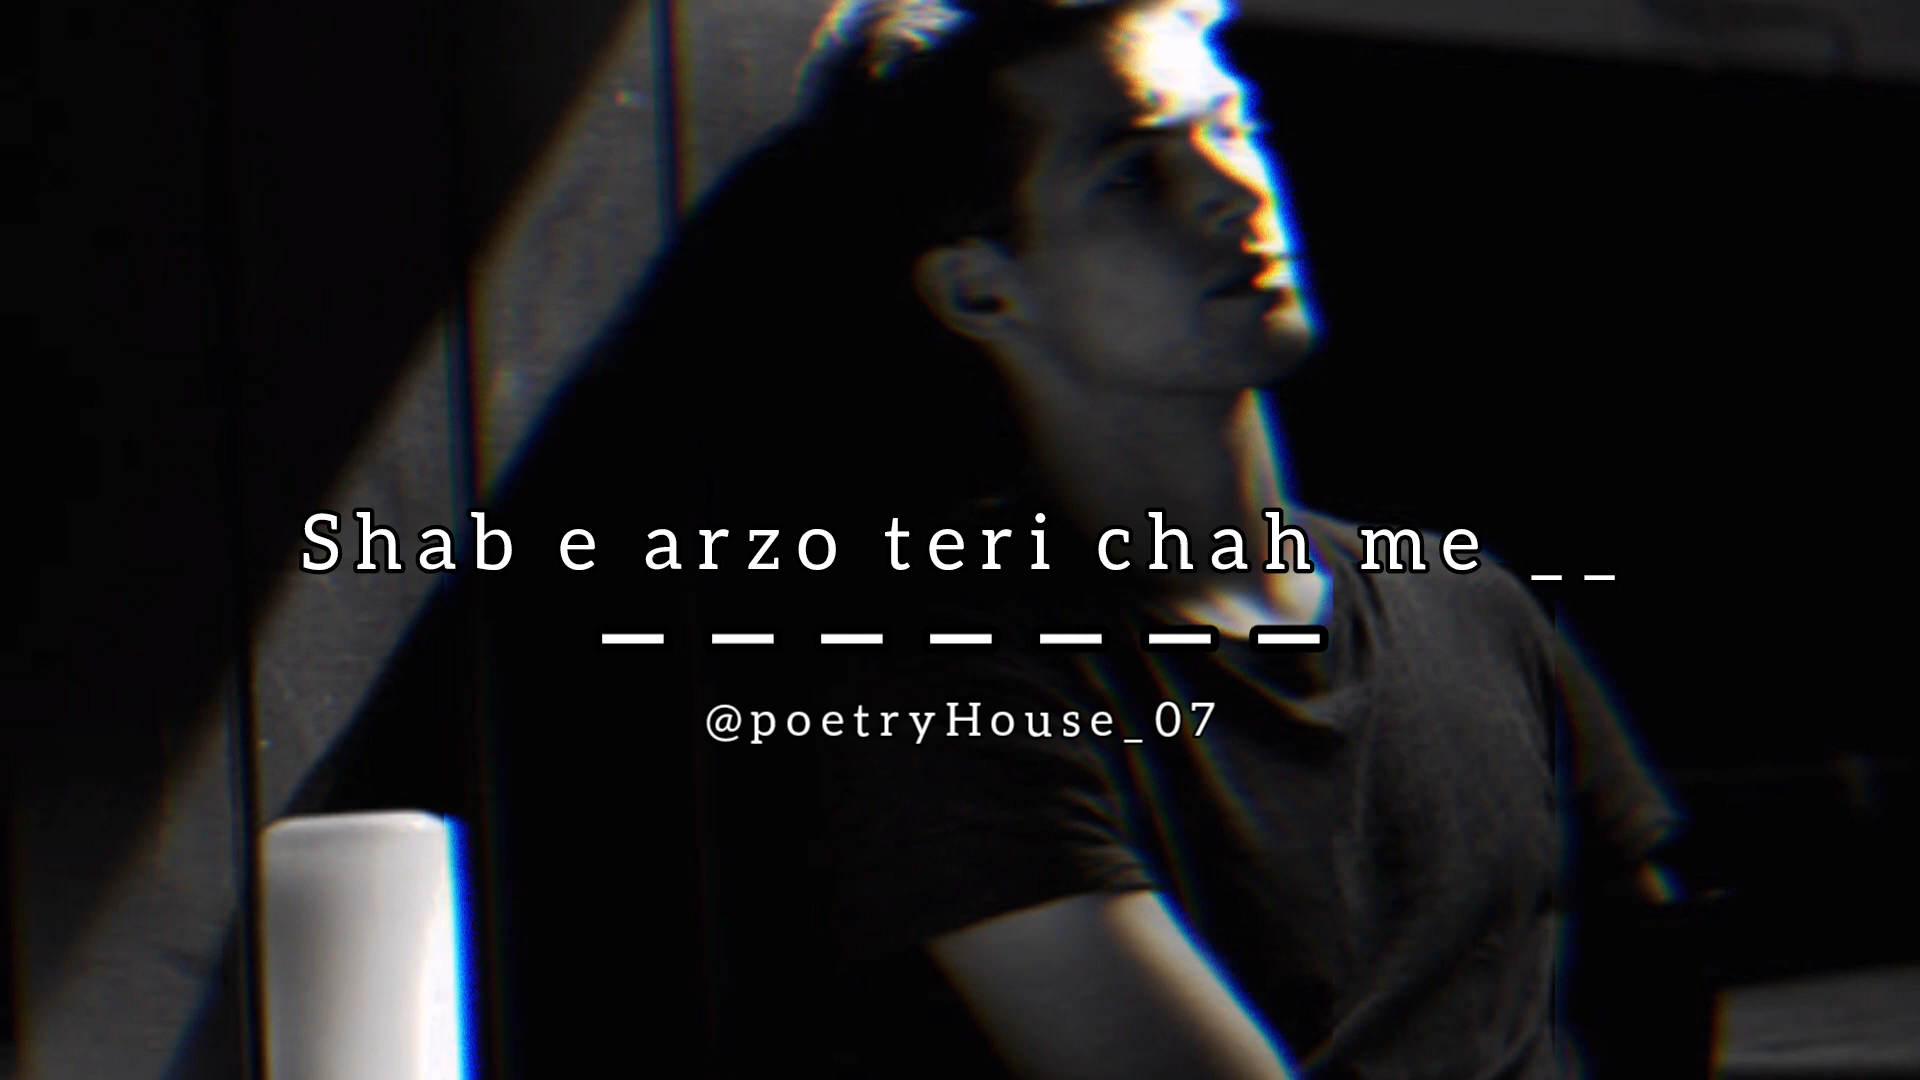 Shab e arzo teri chah me _ _
_ _ _ _ _ _ _
@poetryHouse_07